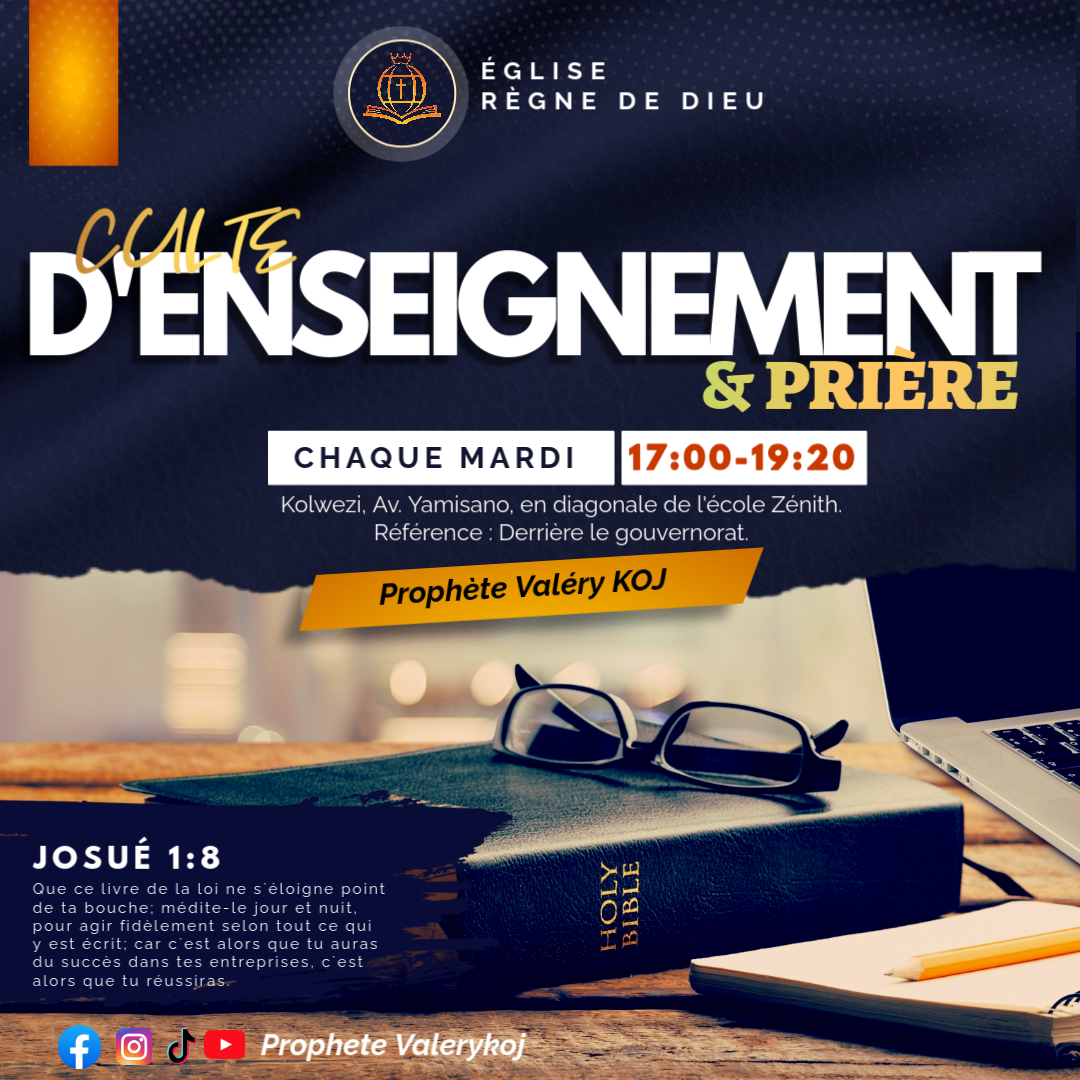 ÉGLISE
RÈGNE DE DIEU
CULTE
D'ENSEIGNEMENT
& PRIÈRE
CHAQUE MARDI 17:00-19:20
Kolwezi, Av. Yamisano, en diagonale de l'école Zénith.
Référence : Derrière le gouvernorat.
Prophète Valéry KOJ
HOLY
BIBLE
JOSUÉ 1:8
Que ce livre de la loi ne s'éloigne point
de ta bouche; médite-le jour et nuit,
pour agir fidèlement selon tout ce qui
y est écrit; car c'est alors que tu auras
du succès dans tes entreprises, c'est
alors que tu réussiras.
Prophete Valerykoj